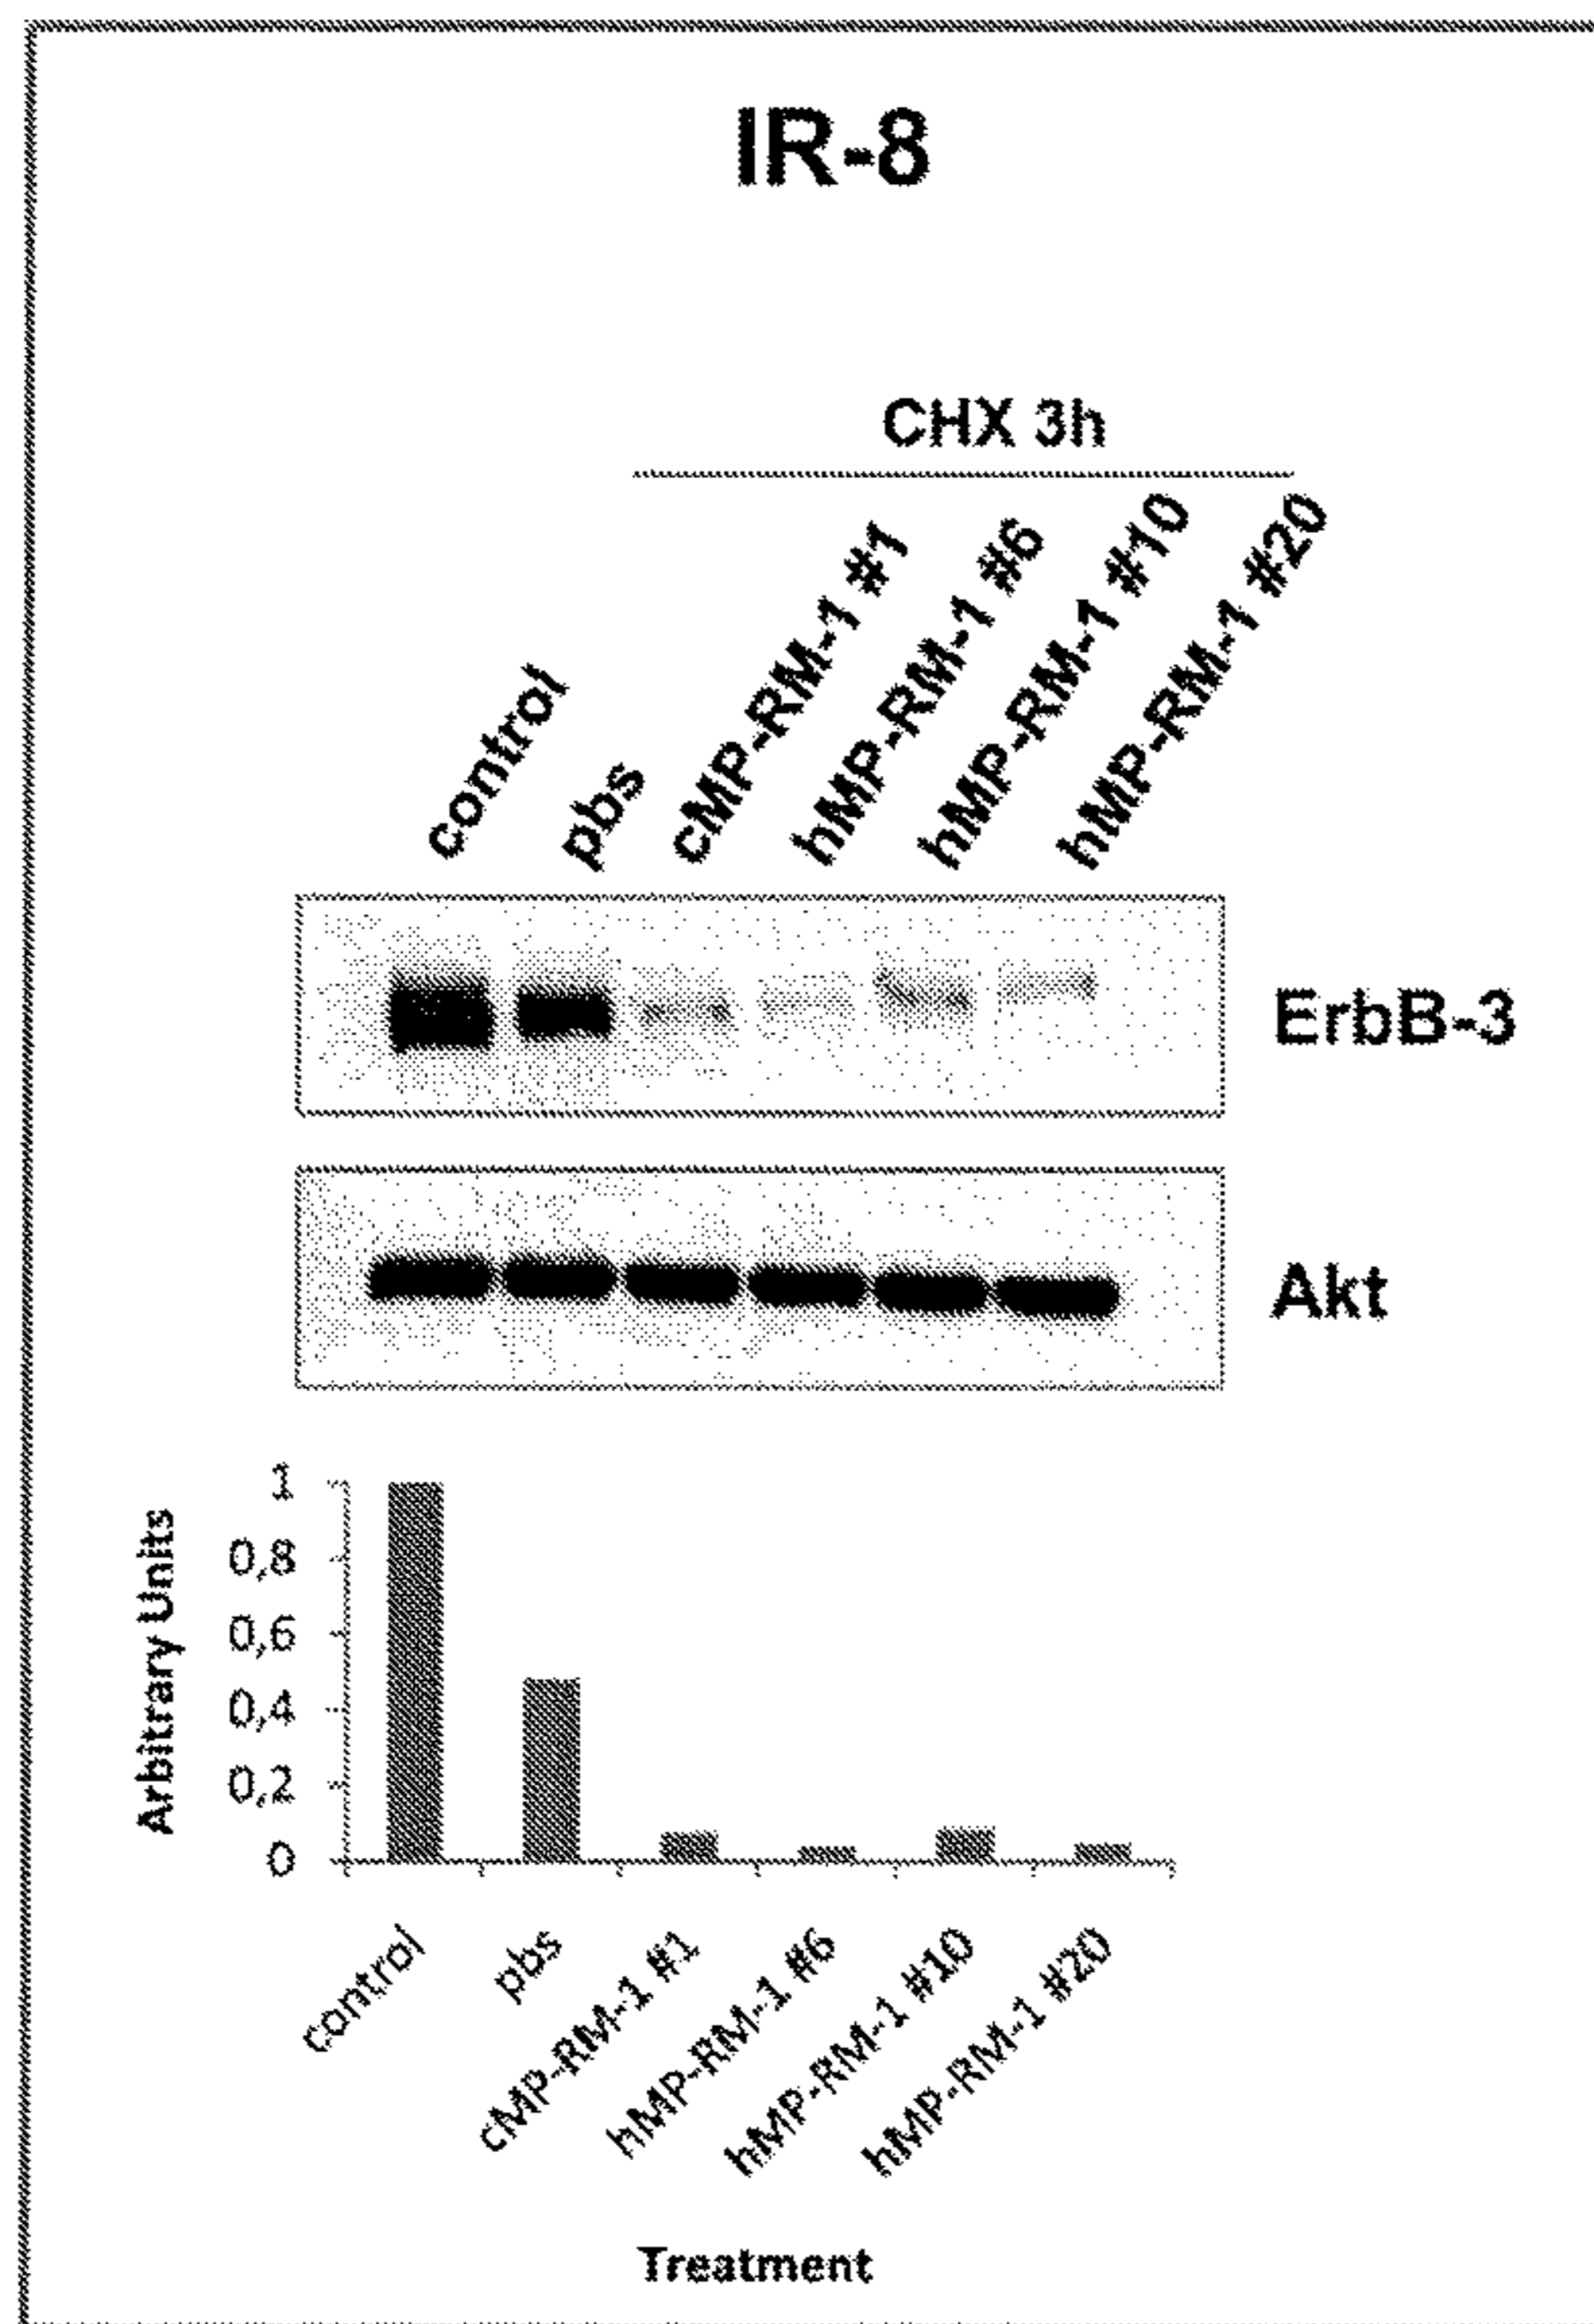 IR-8
CHX 3h
control
pbs
cMP-RM-1 #1
hMP-RM-1 #6
hMP-RM-1 #10
hMP-RM-1 #20
ErbB-3
Akt
Arbitrary Units
1
0,8
0,6
0,4
0,2
0
control
pbs
cMP-RM-1 #1
hMP-RM-1 #6
hMP-RM-1 #10
hMP-RM-1 #20
Treatment